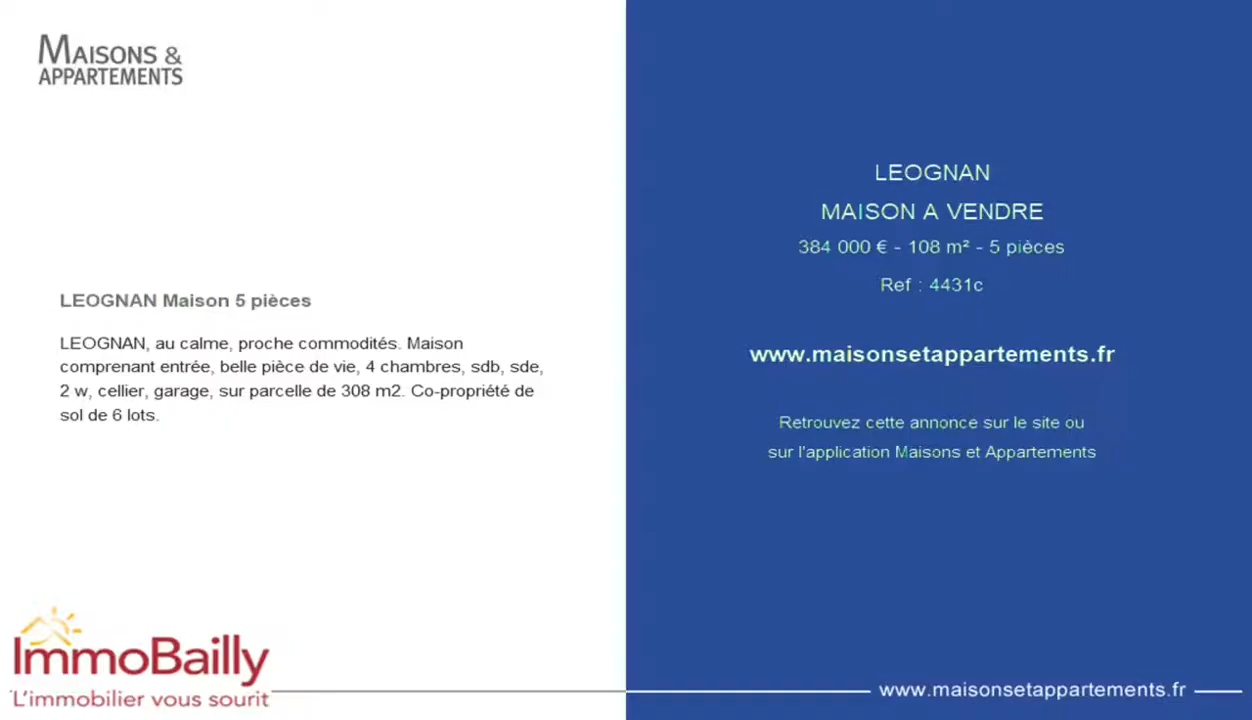 MAISONS &
APPARTEMENTS
LEOGNAN Maison 5 pièces
LEOGNAN, au calme, proche commodités. Maison
comprenant entrée, belle pièce de vie, 4 chambres, sdb, sde,
2 w, cellier, garage, sur parcelle de 308 m2. Co-propriété de
sol de 6 lots.
ImmoBailly
L'immobilier vous sourit
LEOGNAN
MAISON A VENDRE
384 000 € - 108 m² - 5 pièces
Ref : 4431c
www.maisonsetappartements.fr
Retrouvez cette annonce sur le site ou
sur l'application Maisons et Appartements
www.maisonsetappartements.fr